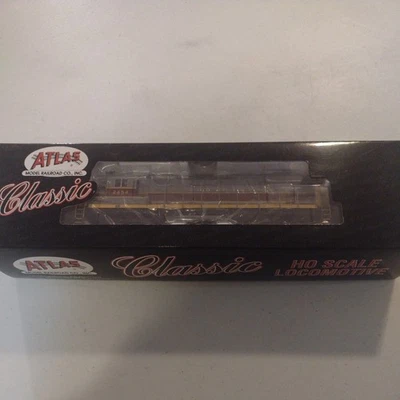 ATLAS
MODEL RAILROAD CO., INC.
Classic
ATLAS
Classic
HO SCALE
LOCOMOTIVE